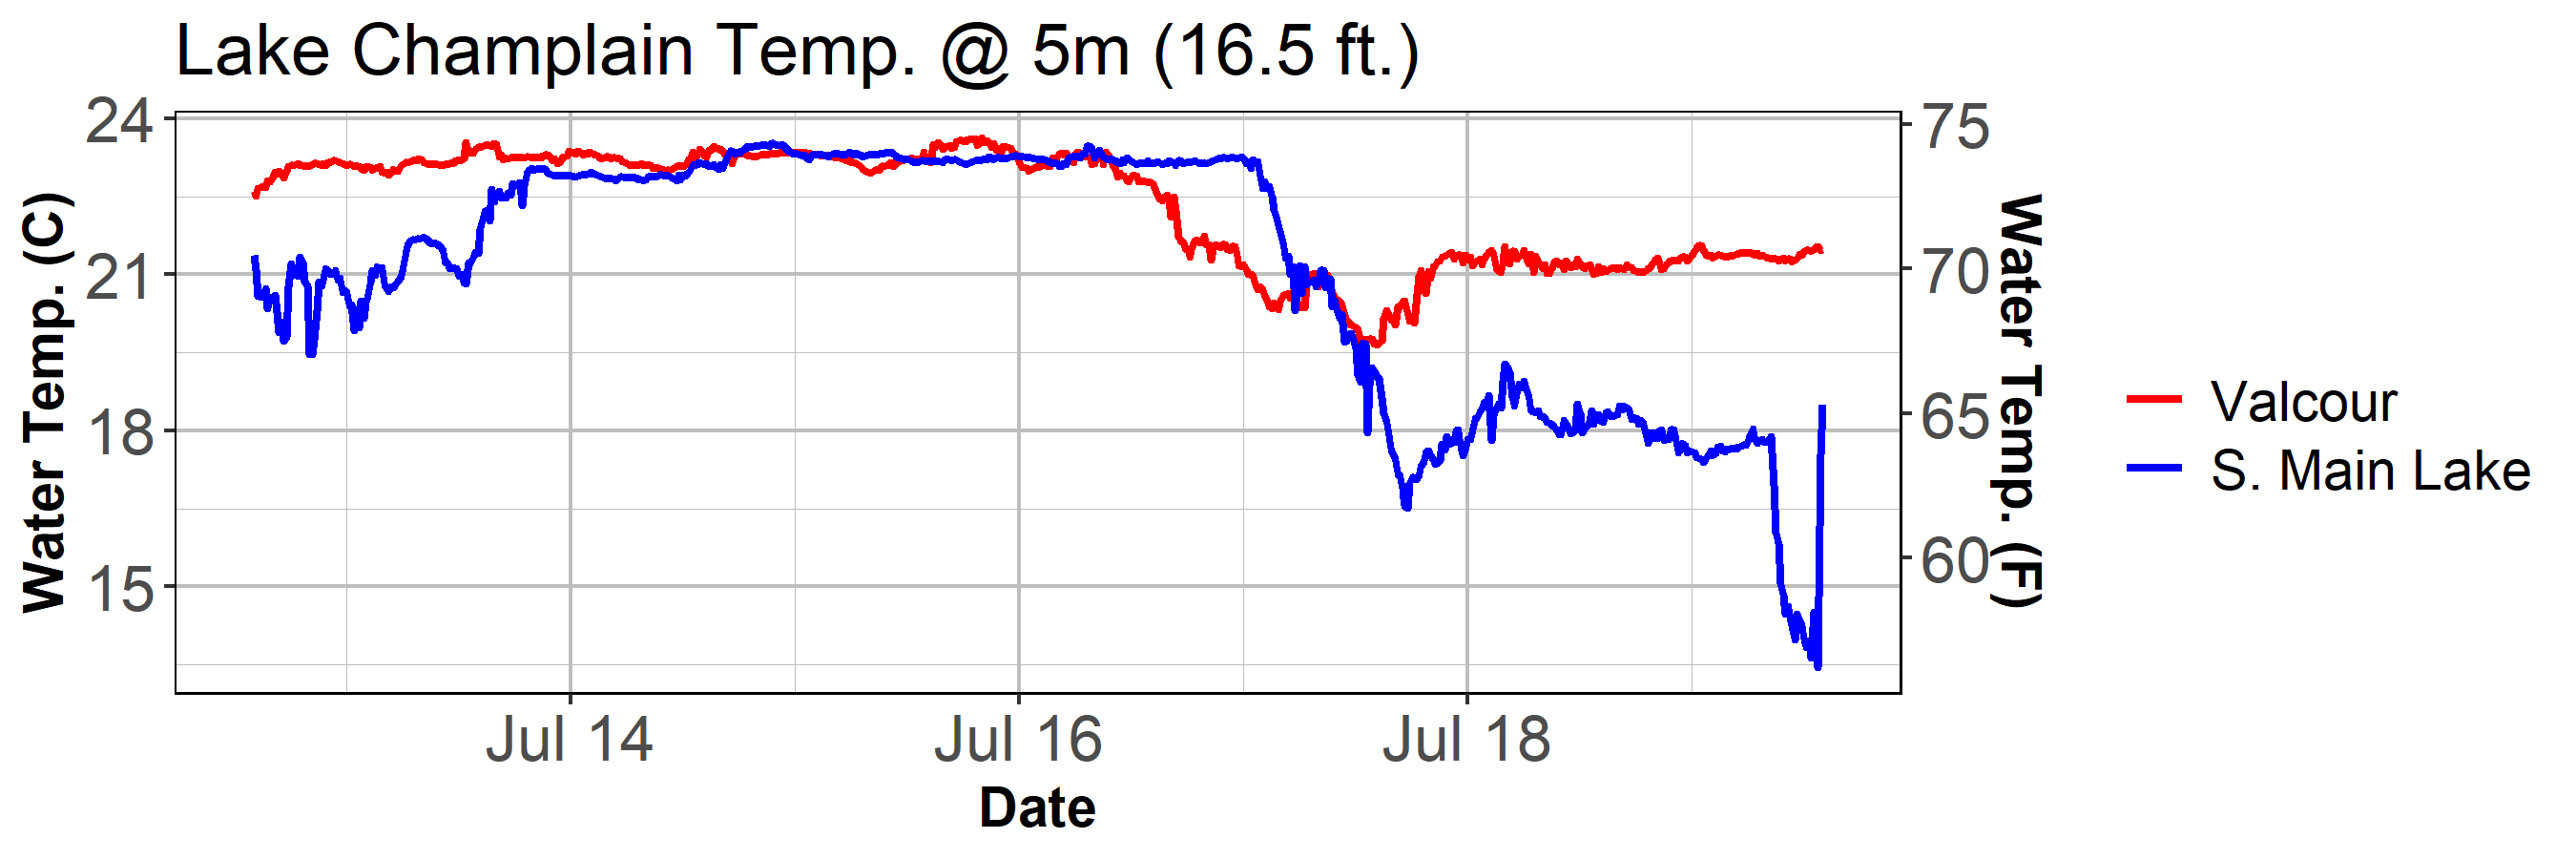 Lake Champlain Temp. @ 5m (16.5 ft.)
24
21
18
15
Water Temp. (C)
75
70
65
60
Water Temp. (F)
Jul 14
Jul 16
Jul 18
Date
Valcour
S. Main Lake